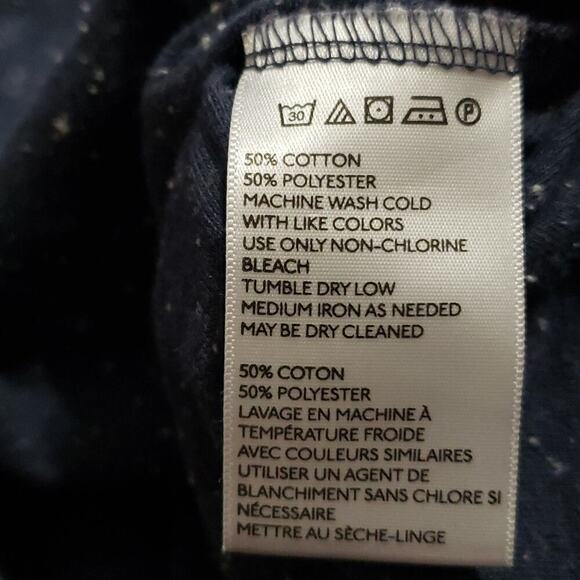 30 P
50% COTTON
50% POLYESTER
MACHINE WASH COLD
WITH LIKE COLORS
USE ONLY NON-CHLORINE
BLEACH
TUMBLE DRY LOW
MEDIUM IRON AS NEEDED
MAY BE DRY CLEANED
50% COTON
50% POLYESTER
LAVAGE EN MACHINE À
TEMPÉRATURE FROIDE
AVEC COULEURS SIMILAIRES
UTILISER UN AGENT DE
BLANCHIMENT SANS CHLORE SI
NÉCESSAIRE
METTRE AU SÈCHE-LINGE